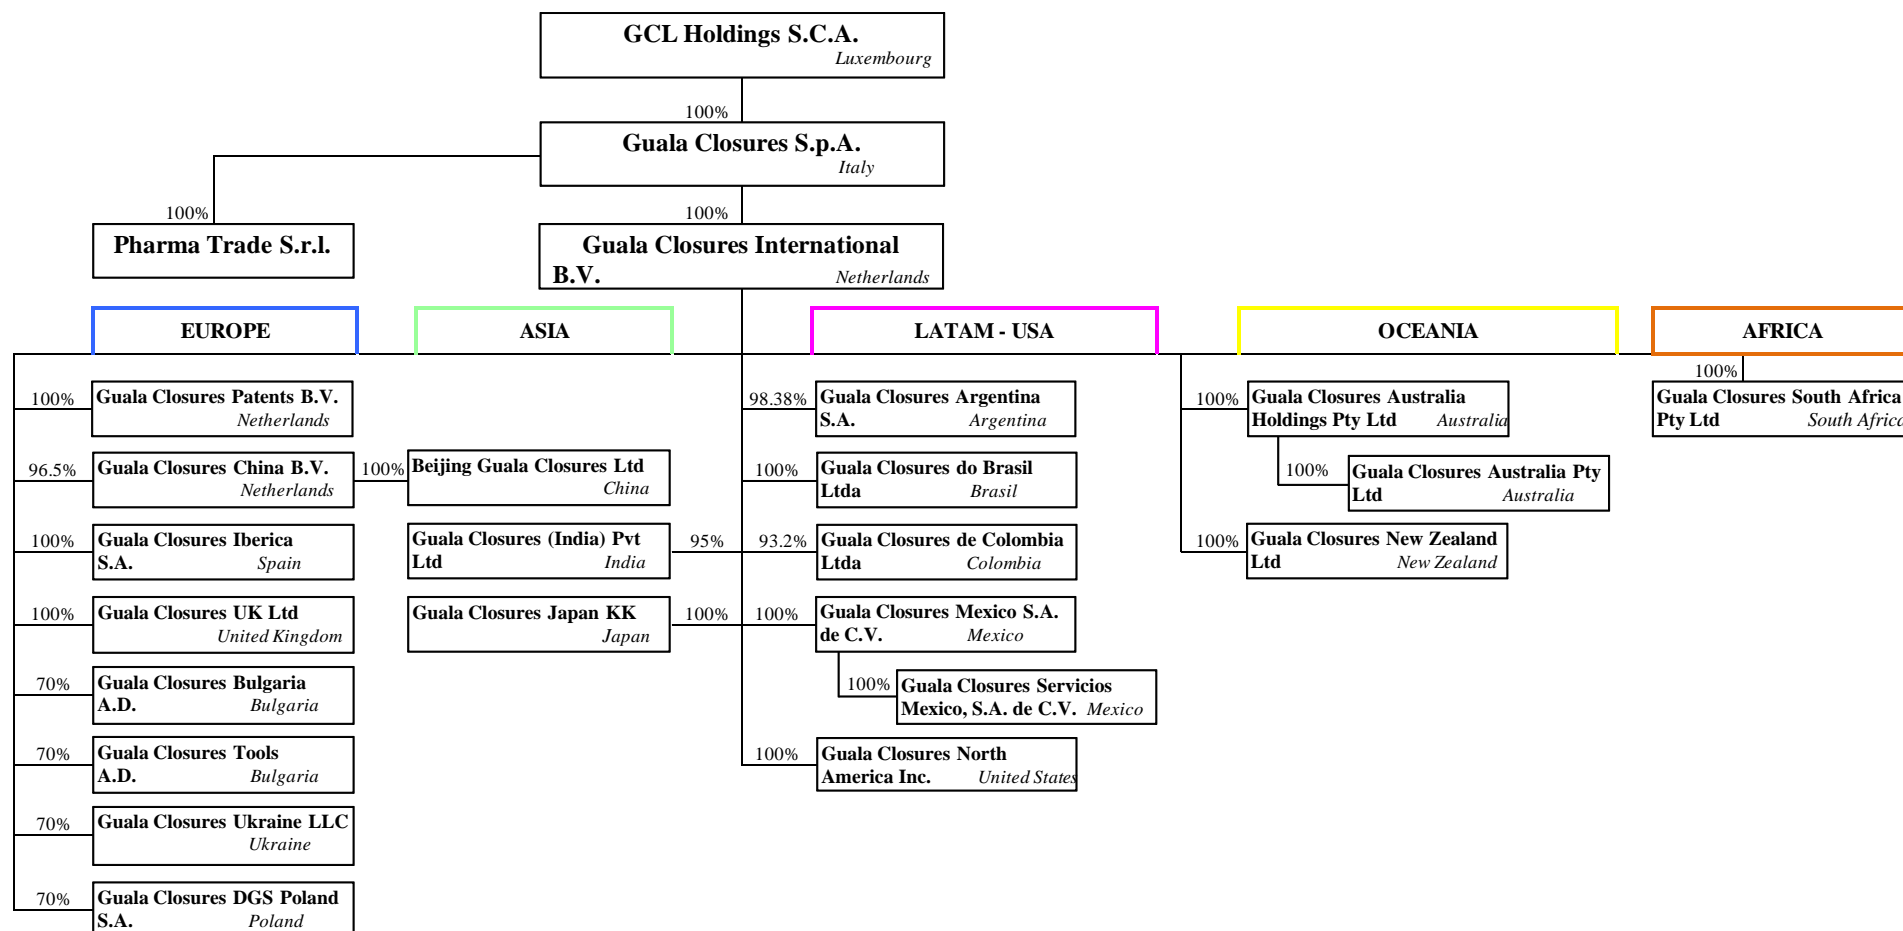 GCL Holdings S.C.A.
Luxembourg
100%
Guala Closures S.p.A.
Italy
100%
100%
Pharma Trade S.r.l.
Guala Closures International
B.V. Netherlands
EUROPE
ASIA
LATAM - USA
OCEANIA
AFRICA
100%
Guala Closures Patents B.V.
Netherlands
96.5%
Guala Closures China B.V.
Netherlands
100%
Guala Closures Iberica
S.A. Spain
100%
Guala Closures UK Ltd
United Kingdom
70%
Guala Closures Bulgaria
A.D. Bulgaria
70%
Guala Closures Tools
A.D. Bulgaria
70%
Guala Closures Ukraine LLC
Ukraine
70%
Guala Closures DGS Poland
S.A. Poland
100%
Beijing Guala Closures Ltd
China
Guala Closures (India) Pvt
Ltd India
95%
Guala Closures Japan KK
Japan
100%
98.38%
Guala Closures Argentina
S.A. Argentina
100%
Guala Closures do Brasil
Ltda Brasil
93.2%
Guala Closures de Colombia
Ltda Colombia
100%
Guala Closures Mexico S.A.
de C.V. Mexico
100%
Guala Closures Servicios
Mexico, S.A. de C.V. Mexico
100%
Guala Closures North
America Inc. United States
100%
Guala Closures Australia
Holdings Pty Ltd Australia
100%
Guala Closures Australia Pty
Ltd Australia
100%
Guala Closures New Zealand
Ltd New Zealand
100%
Guala Closures South Africa
Pty Ltd South Africa